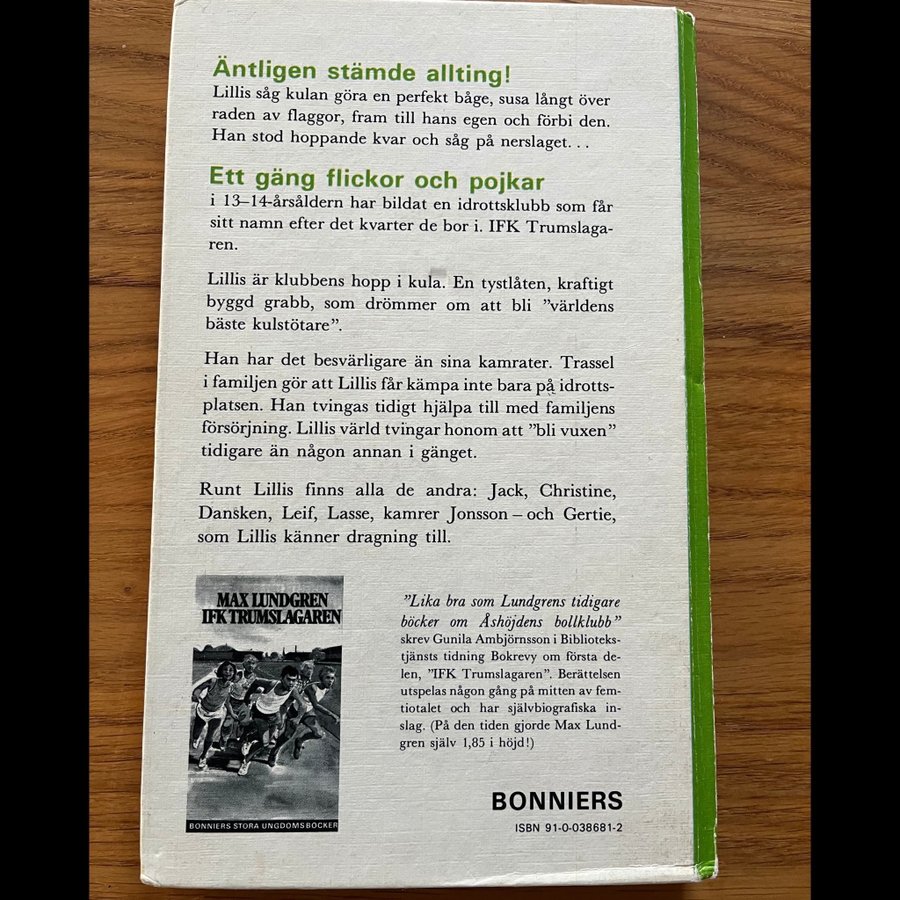 Äntligen stämde allting!
Lillis såg kulan göra en perfekt båge, susa långt över
raden av flaggor, fram till hans egen och förbi den.
Han stod hoppande kvar och såg på nerslaget. . .
Ett gäng flickor och pojkar
i 13–14-årsåldern har bildat en idrottsklubb som får
sitt namn efter det kvarter de bor i. IFK Trumslaga-
ren.
Lillis är klubbens hopp i kula. En tystlåten, kraftigt
byggd grabb, som drömmer om att bli ”världens
bäste kulstötare”.
Han har det besvärligare än sina kamrater. Trassel
i familjen gör att Lillis får kämpa inte bara på idrotts-
platsen. Han tvingas tidigt hjälpa till med familjens
försörjning. Lillis värld tvingar honom att ”bli vuxen”
tidigare än någon annan i gänget.
Runt Lillis finns alla de andra: Jack, Christine,
Dansken, Leif, Lasse, kamrer Jonsson – och Gertie,
som Lillis känner dragning till.
MAX LUNDGREN
IFK TRUMSLAGAREN
BONNIERS STORA UNGDOMSBÖCKER
”Lika bra som Lundgrens tidigare
böcker om Åshöjdens bollklubb”
skrev Gunila Ambjörnsson i Biblioteks-
tjänsts tidning Bokrevy om första de-
len, ”IFK Trumslagaren”. Berättelsen
utspelas någon gång på mitten av fem-
tiotalet och har självbiografiska in-
slag. (På den tiden gjorde Max Lund-
gren själv 1,85 i höjd!)
BONNIERS
ISBN 91-0-038681-2